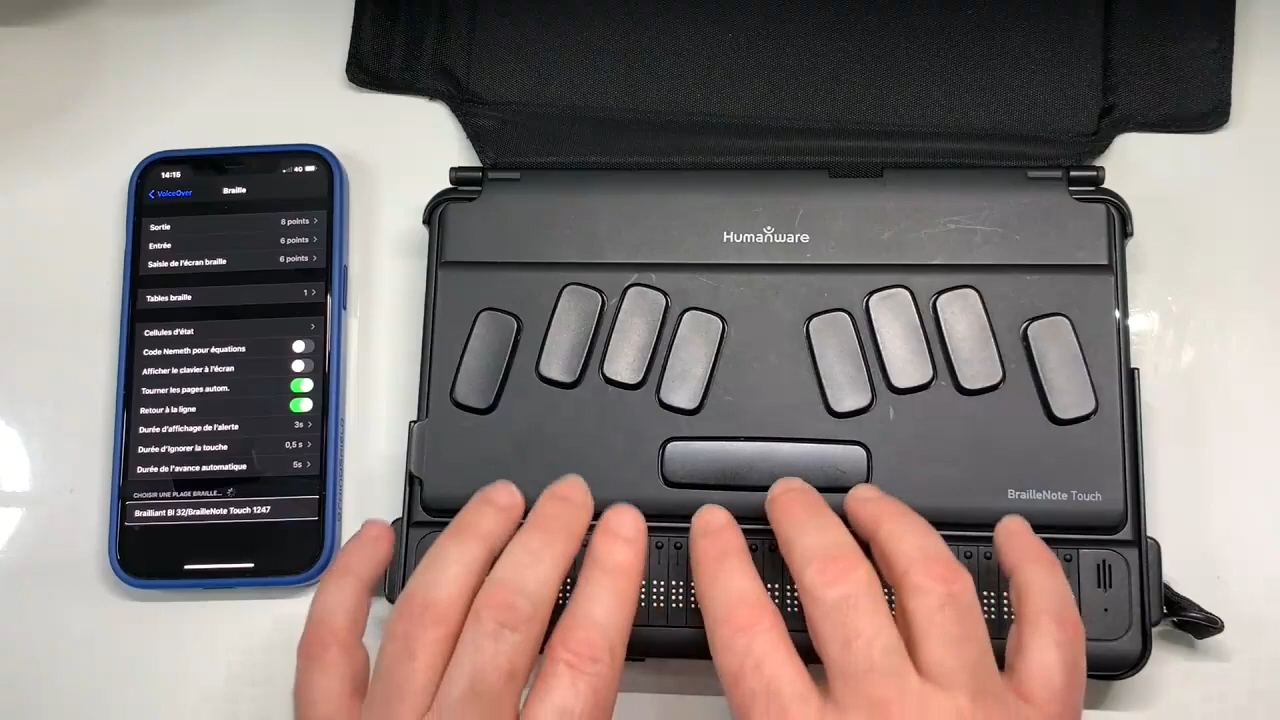 14:15
4G
VoiceOver
Braille
Sortie 8 points
Entrée 6 points
Saisie de l'écran braille 6 points
Tables braille 1
Cellules d'état
Code Nemeth pour équations
Afficher le clavier à l'écran
Tourner les pages autom.
Retour à la ligne
Durée d'affichage de l'alerte 3s
Durée d'Ignorer la touche 0,5 s
Durée de l'avance automatique 5s
CHOISIR UNE PLAGE BRAILLE...
Brailliant BI 32/BrailleNote Touch 1247
Humanware
BrailleNote Touch